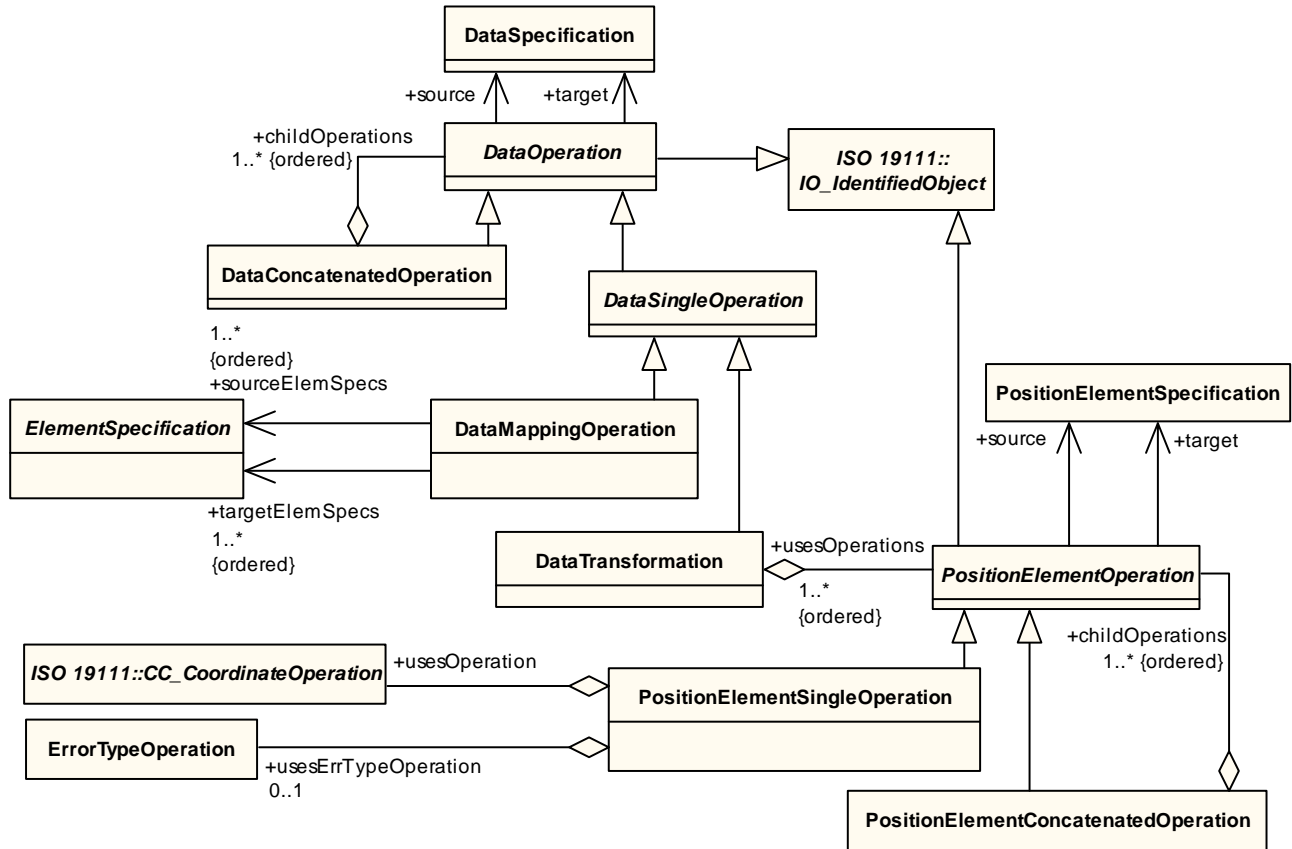 DataSpecification
+source
+target
+childOperations
1..* {ordered}
DataOperation
ISO 19111::
IO_IdentifiedObject
DataConcatenatedOperation
DataSingleOperation
1..*
{ordered}
+sourceElemSpecs
ElementSpecification
DataMappingOperation
PositionElementSpecification
+source
+target
+targetElemSpecs
1..*
{ordered}
DataTransformation
+usesOperations
1..*
{ordered}
PositionElementOperation
+childOperations
1..* {ordered}
ISO 19111::CC_CoordinateOperation
+usesOperation
PositionElementSingleOperation
ErrorTypeOperation
+usesErrTypeOperation
0..1
PositionElementConcatenatedOperation